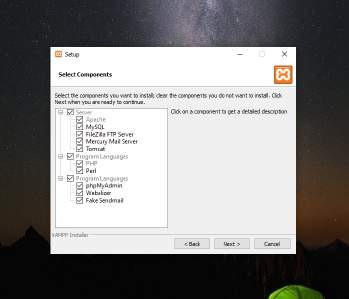 Setup
Select Components
Select the components you want to install; clear the components you do not want to install. Click
Next when you are ready to continue.
Server
Apache
MySQL
FileZilla FTP Server
Mercury Mail Server
Tomcat
Program Languages
PHP
Perl
Program Languages
phpMyAdmin
Webalizer
Fake Sendmail
Click on a component to get a detailed description
XAMPP Installer
< Back
Next >
Cancel